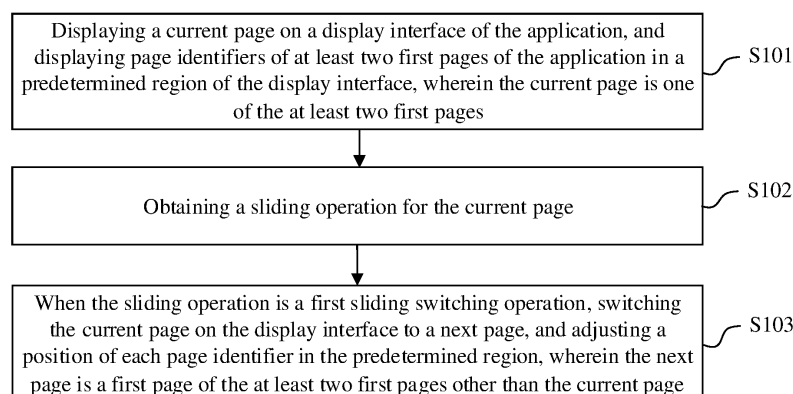 Displaying a current page on a display interface of the application, and
displaying page identifiers of at least two first pages of the application in a
predetermined region of the display interface, wherein the current page is one
of the at least two first pages
S101
Obtaining a sliding operation for the current page
S102
When the sliding operation is a first sliding switching operation, switching
the current page on the display interface to a next page, and adjusting a
position of each page identifier in the predetermined region, wherein the next
page is a first page of the at least two first pages other than the current page
S103